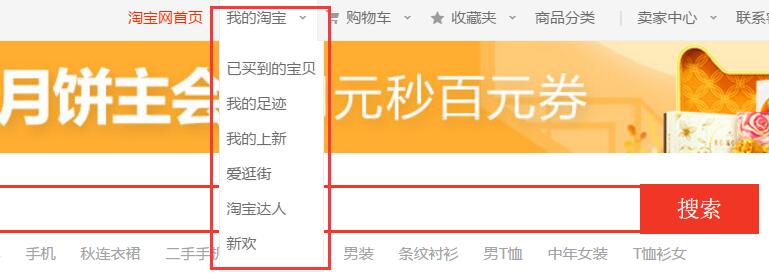 淘宝网首页 我的淘宝 购物车 收藏夹 商品分类 卖家中心 联系客
已买到的宝贝
月饼主会 元秒百元券
我的足迹
我的上新
爱逛街
淘宝达人
搜索
新欢
手机 秋连衣裙 二手手机 男装 条纹衬衫 男T恤 中年女装 T恤衫女